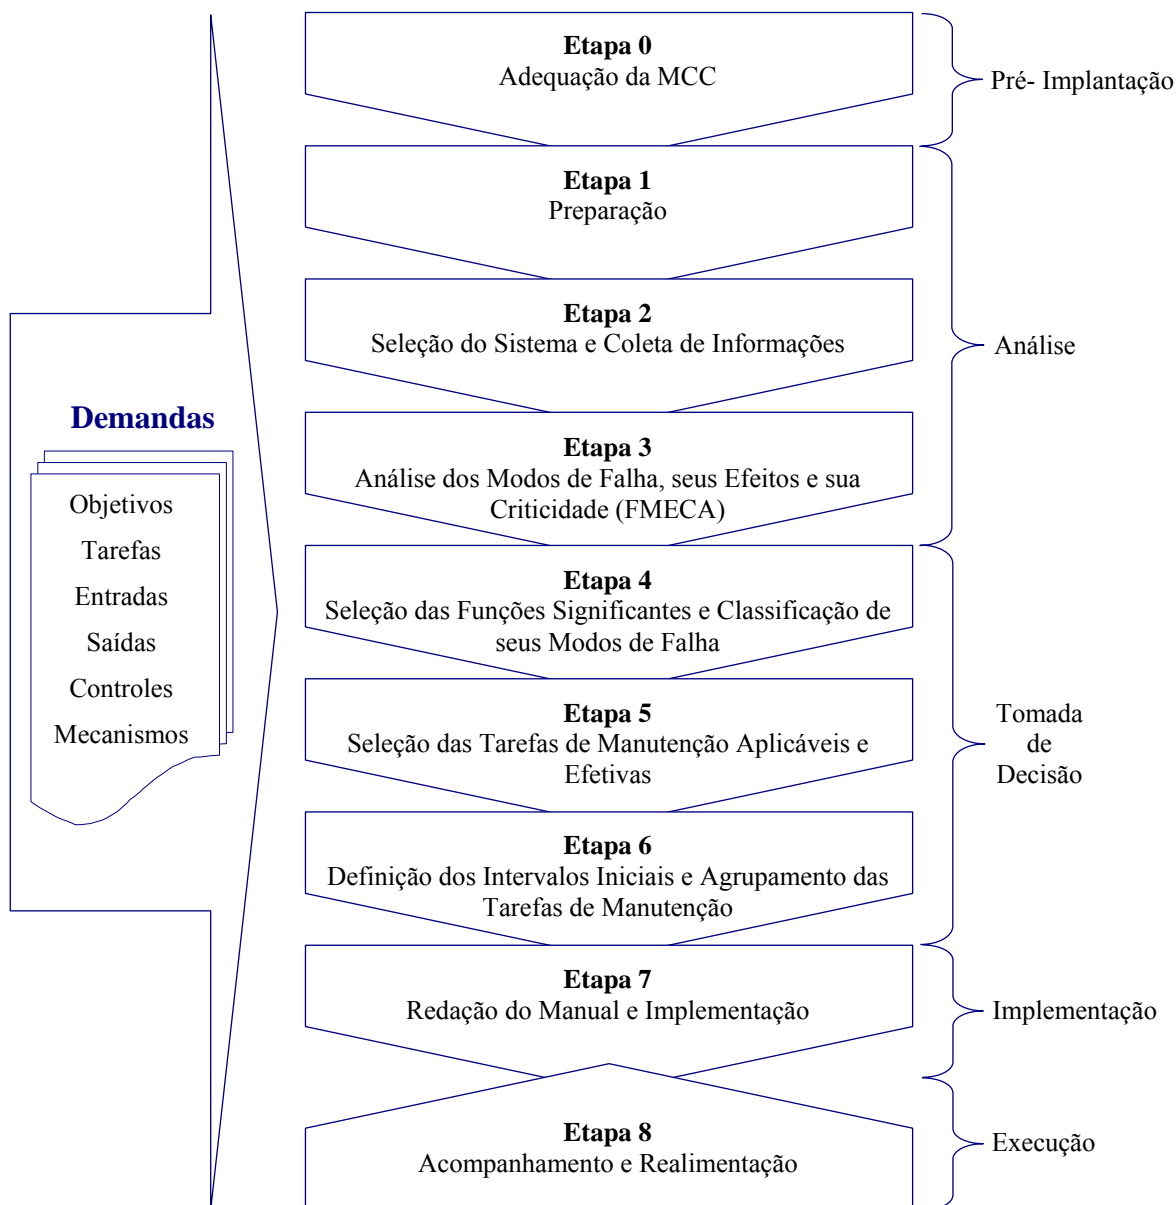 Demandas
Objetivos
Tarefas
Entradas
Saídas
Controles
Mecanismos
Etapa 0
Adequação da MCC
Pré- Implantação
Etapa 1
Preparação
Etapa 2
Seleção do Sistema e Coleta de Informações
Análise
Etapa 3
Análise dos Modos de Falha, seus Efeitos e sua
Criticidade (FMECA)
Etapa 4
Seleção das Funções Significantes e Classificação de
seus Modos de Falha
Etapa 5
Seleção das Tarefas de Manutenção Aplicáveis e
Efetivas
Tomada
de
Decisão
Etapa 6
Definição dos Intervalos Iniciais e Agrupamento das
Tarefas de Manutenção
Etapa 7
Redação do Manual e Implementação
Implementação
Etapa 8
Acompanhamento e Realimentação
Execução